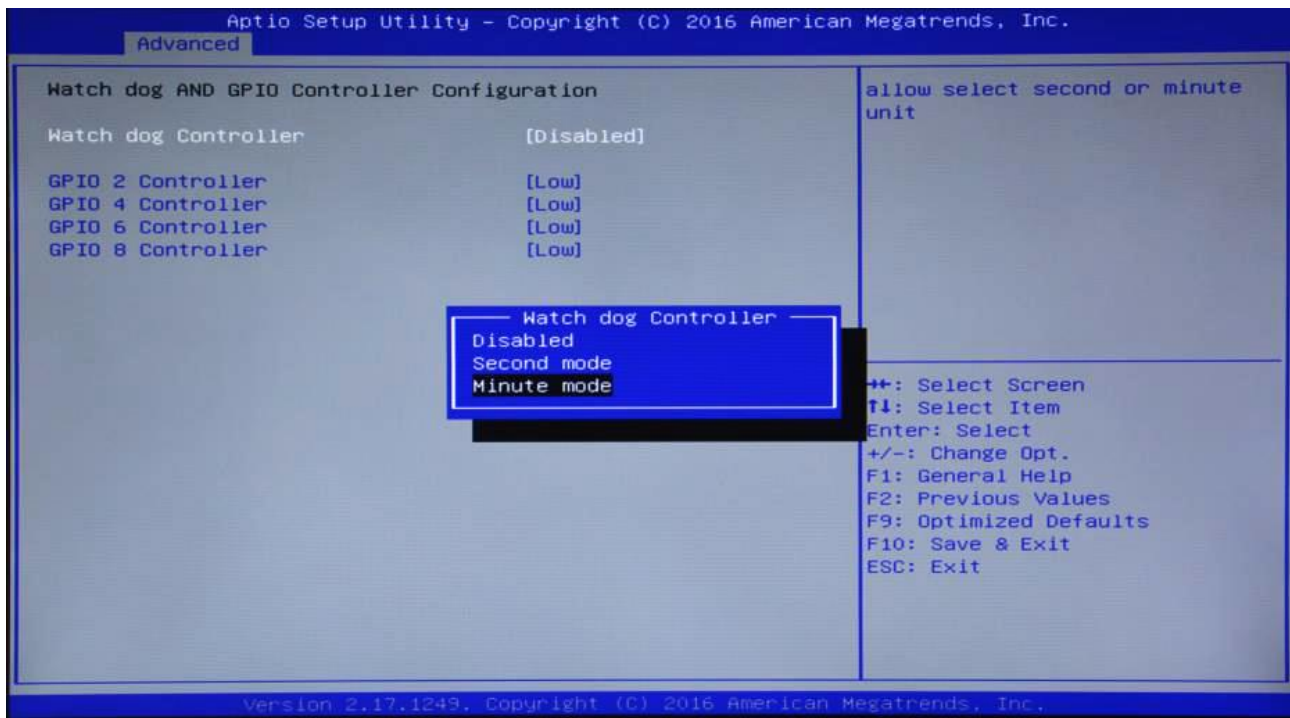 Aptio Setup Utility – Copyright (C) 2016 American Megatrends, Inc.
Advanced
Watch dog AND GPIO Controller Configuration
Watch dog Controller [Disabled]
GPIO 2 Controller [Low]
GPIO 4 Controller [Low]
GPIO 6 Controller [Low]
GPIO 8 Controller [Low]
Watch dog Controller
Disabled
Second mode
Minute mode
allow select second or minute
unit
→←: Select Screen
↑↓: Select Item
Enter: Select
+/-: Change Opt.
F1: General Help
F2: Previous Values
F9: Optimized Defaults
F10: Save & Exit
ESC: Exit
Version 2.17.1249. Copyright (C) 2016 American Megatrends, Inc.